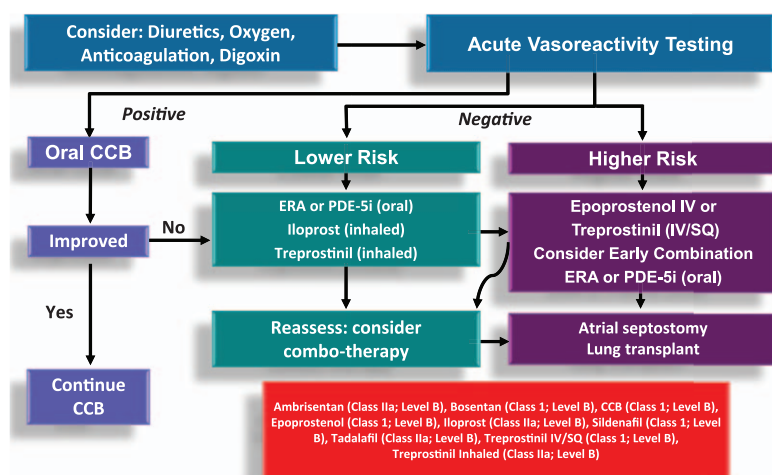 Consider: Diuretics, Oxygen,
Anticoagulation, Digoxin
Acute Vasoreactivity Testing
Positive
Negative
Oral CCB
Lower Risk
Higher Risk
Improved
No
ERA or PDE-5i (oral)
Iloprost (inhaled)
Treprostinil (inhaled)
Epoprostenol IV or
Treprostinil (IV/SQ)
Consider Early Combination
ERA or PDE-5i (oral)
Yes
Reassess: consider
combo-therapy
Atrial septostomy
Lung transplant
Continue
CCB
Ambrisentan (Class IIa; Level B), Bosentan (Class 1; Level B), CCB (Class 1; Level B),
Epoprostenol (Class 1; Level B), Iloprost (Class IIa; Level B), Sildenafil (Class 1; Level
B), Tadalafil (Class IIa; Level B), Treprostinil IV/SQ (Class 1; Level B),
Treprostinil Inhaled (Class IIa; Level B)